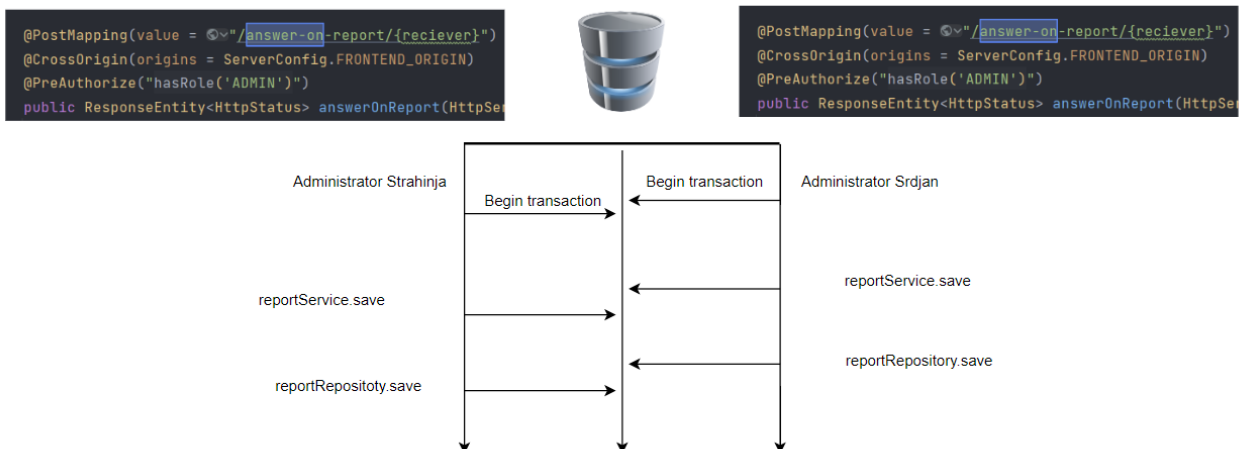 @PostMapping(value = "/answer-on-report/{reciever}")
@CrossOrigin(origins = ServerConfig.FRONTEND_ORIGIN)
@PreAuthorize("hasRole('ADMIN')")
public ResponseEntity<HttpStatus> answerOnReport(HttpSer
@PostMapping(value = "/answer-on-report/{reciever}")
@CrossOrigin(origins = ServerConfig.FRONTEND_ORIGIN)
@PreAuthorize("hasRole('ADMIN')")
public ResponseEntity<HttpStatus> answerOnReport(HttpSer
Administrator Strahinja
Begin transaction
Begin transaction
Administrator Srdjan
reportService.save
reportService.save
reportRepositoty.save
reportRepository.save